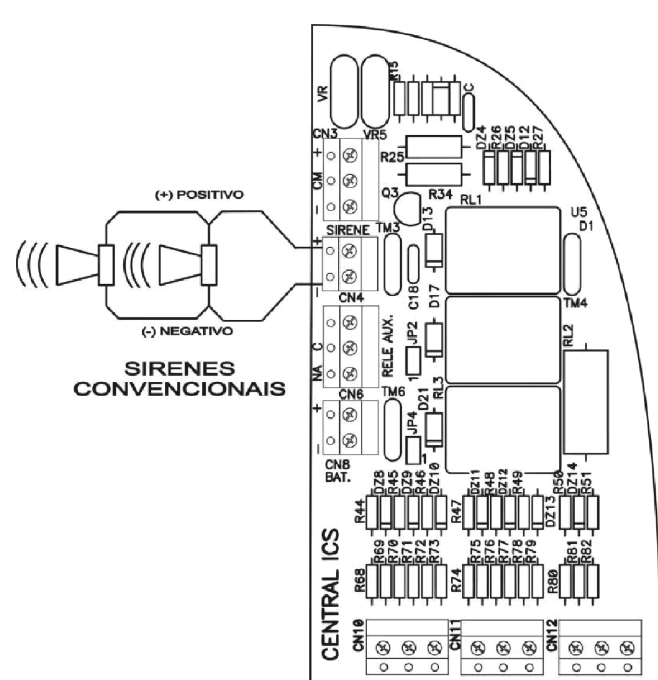 VR
CN3
VR5
R15
C
+
CM
-
R25
R34
DZ4
R26
DZ5
D12
R27
Q3
RL1
U5
D1
(+) POSITIVO
+
SIRENE
TM3
D13
-
CN4
C18
TM4
(-) NEGATIVO
SIRENES
CONVENCIONAIS
C
NA
RELE AUX.
JP2
1
D17
RL2
CN6
TM6
RL3
+
-
JP4
1
D21
CN8
BAT.
R44
DZ8
R45
DZ9
R46
DZ10
R47
DZ11
R48
DZ12
R49
DZ13
R50
DZ14
R51
R68
R69
R70
R71
R72
R73
R74
R75
R76
R77
R78
R79
R80
R81
R82
CENTRAL ICS
CN10
CN11
CN12